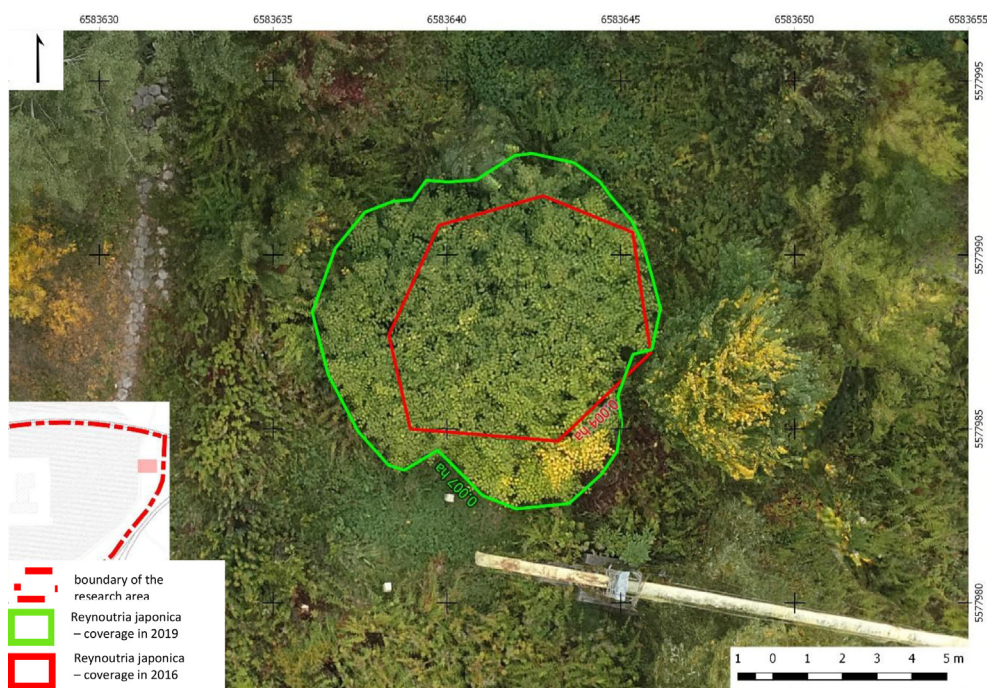 6583630 6583635 6583640 6583645 6583650 6583655
5577995
5577990
5577985
5577980
0,004 ha
0,007 ha
boundary of the
research area
Reynoutria japonica
– coverage in 2019
Reynoutria japonica
– coverage in 2016
1 0 1 2 3 4 5 m